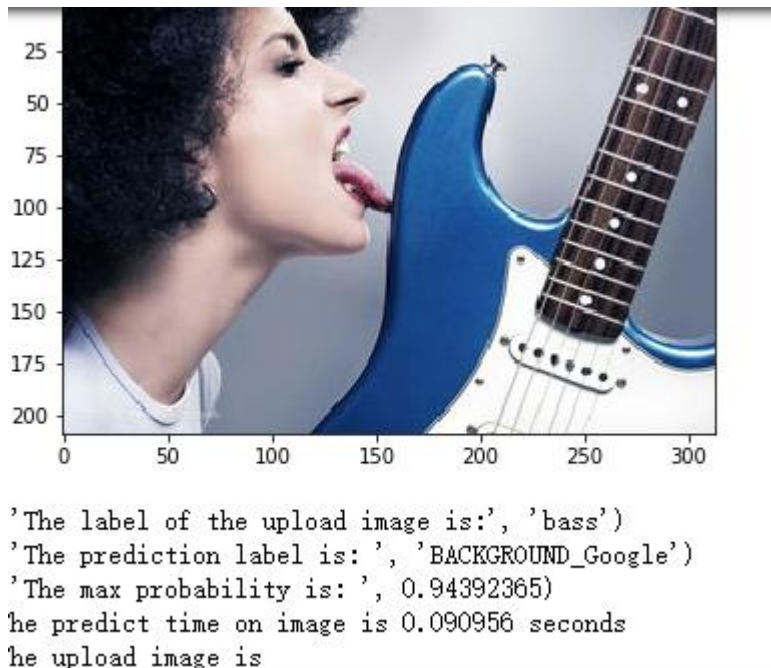 25
50
75
100
125
150
175
200
0 50 100 150 200 250 300
'The label of the upload image is:', 'bass')
'The prediction label is: ', 'BACKGROUND_Google')
'The max probability is: ', 0.94392365)
he predict time on image is 0.090956 seconds
he upload image is